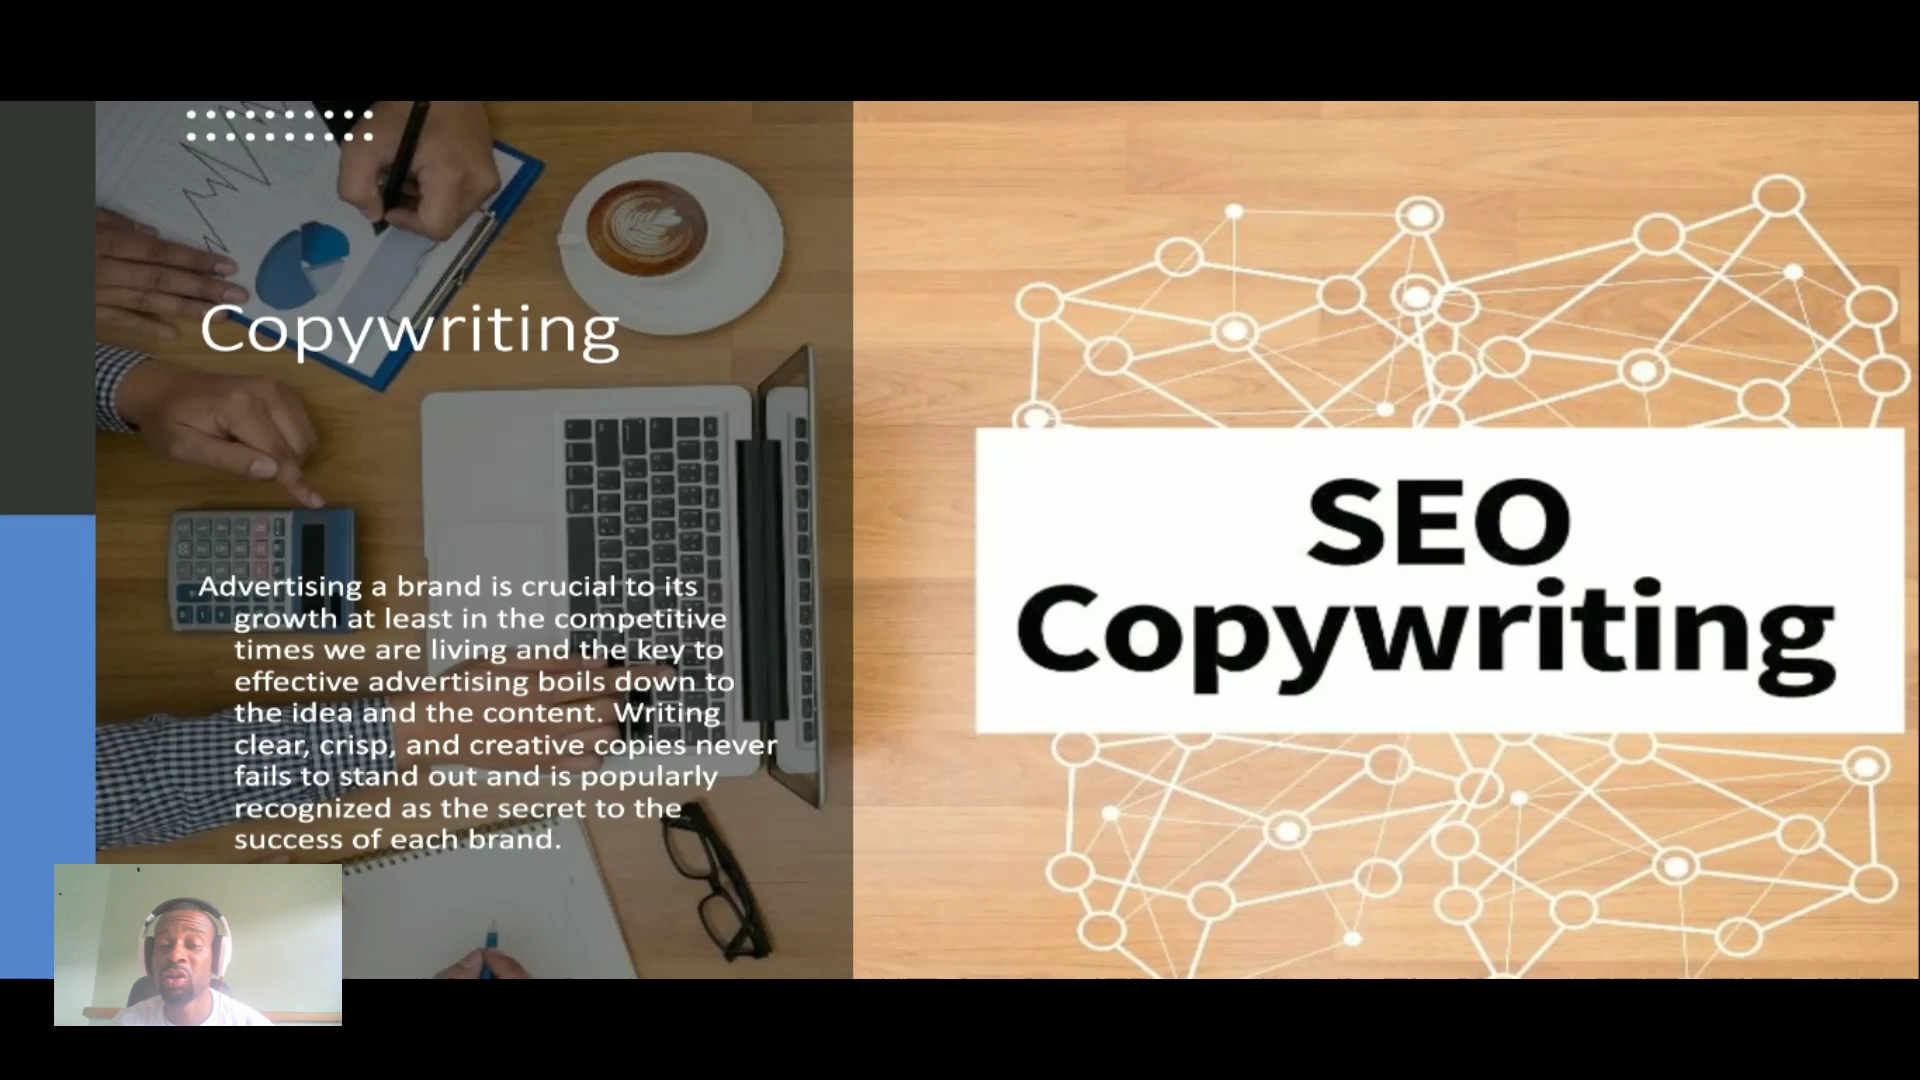 Copywriting
Advertising a brand is crucial to its
growth at least in the competitive
times we are living and the key to
effective advertising boils down to
the idea and the content. Writing
clear, crisp, and creative copies never
fails to stand out and is popularly
recognized as the secret to the
success of each brand.
SEO
Copywriting